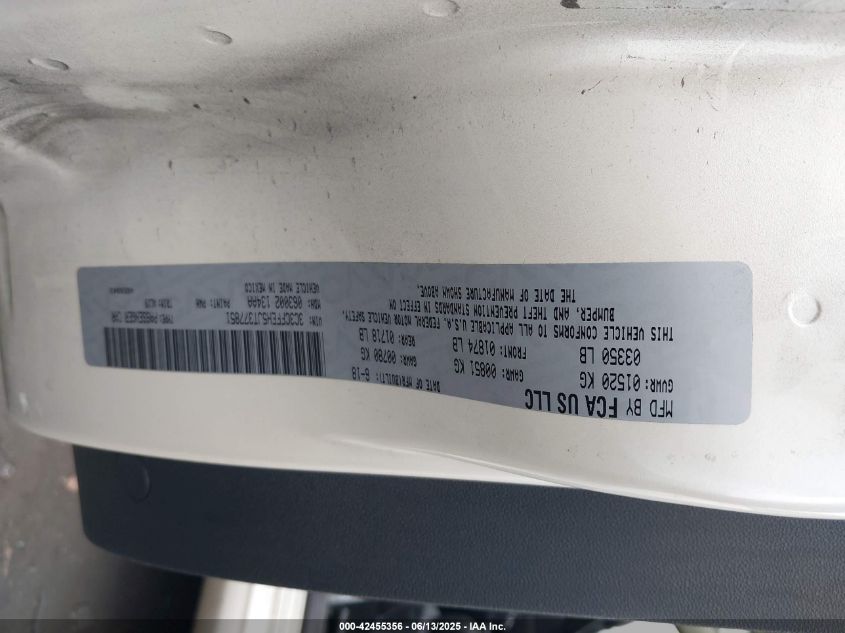 MFD BY FCA US LLC
DATE OF MFR(BUILT): 6-18
GVWR: 01520 KG
GAWR: 00851 KG
GAWR: 00780 KG
03350 LB
FRONT: 01874 LB
REAR: 01718 LB
THIS VEHICLE CONFORMS TO ALL APPLICABLE U.S.A. FEDERAL MOTOR VEHICLE SAFETY,
BUMPER, AND THEFT PREVENTION STANDARDS IN EFFECT ON
THE DATE OF MANUFACTURE SHOWN ABOVE.
VIN: 3C3CFFEH5JT377851
TYPE: PASSENGER CAR
MDH: 063002 134AA
PAINT: PWN
TRIM:
VEHICLE MADE IN MEXICO
000-42455356 - 06/13/2025 - IAA Inc.